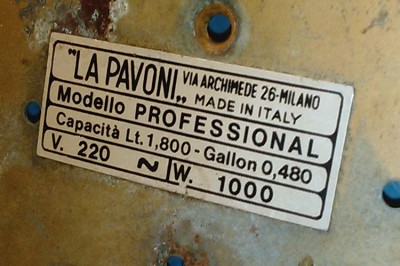 "LA PAVONI„ VIA ARCHIMEDE 26-MILANO
MADE IN ITALY
Modello PROFESSIONAL
Capacità Lt. 1,800 - Gallon 0,480
V. 220 ~ W. 1000